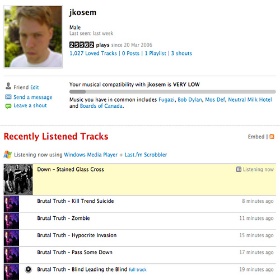 jkosem
Male
Last seen last week
25562 plays since 20 Mar 2006
1,027 Loved Tracks | 0 Posts | 1 Playlist | 3 shouts
Friend Edit
Send a message
Leave a shout
Your musical compatibility with jkosem is VERY LOW
Music you have in common includes Fugazi, Bob Dylan, Mos Def, Neutral Milk Hotel
and Boards of Canada.
Recently Listened Tracks
Embed
Listening now using Windows Media Player + Last.fm Scrobbler
Down – Stained Glass Cross
Listening now
Brutal Truth – Kill Trend Suicide
8 minutes ago
Brutal Truth – Zombie
11 minutes ago
Brutal Truth – Hypocrite Invasion
15 minutes ago
Brutal Truth – Pass Some Down
17 minutes ago
Brutal Truth – Blind Leading the Blind full track
19 minutes ago